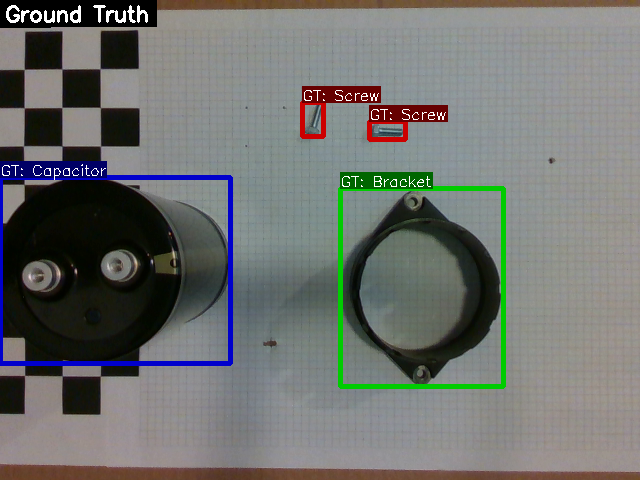 Ground Truth
GT: Screw
GT: Screw
GT: Capacitor
GT: Bracket